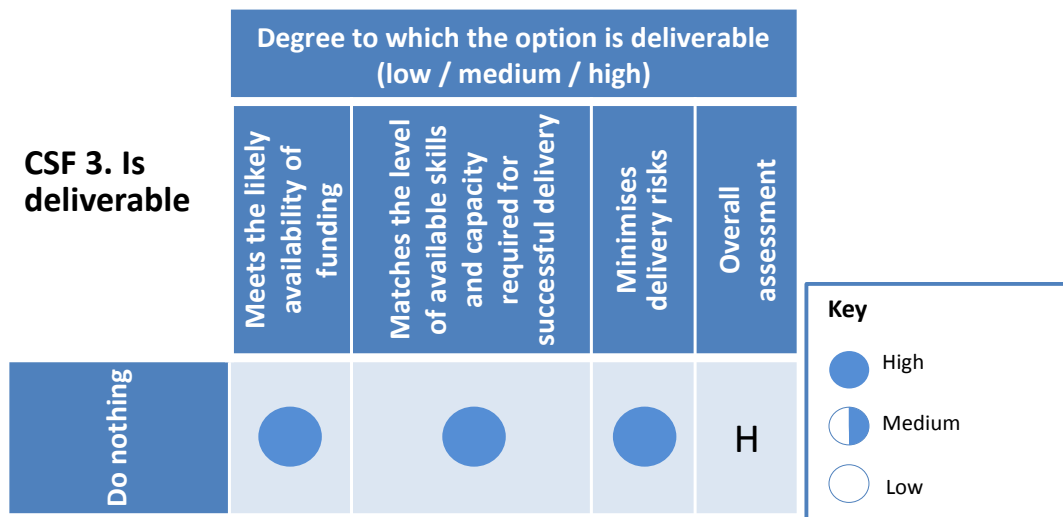 Degree to which the option is deliverable
(low / medium / high)
CSF 3. Is
deliverable
Meets the likely
availability of
funding
Matches the level
of available skills
and capacity
required for
successful delivery
Minimises
delivery risks
Overall
assessment
Do nothing
H
Key
High
Medium
Low